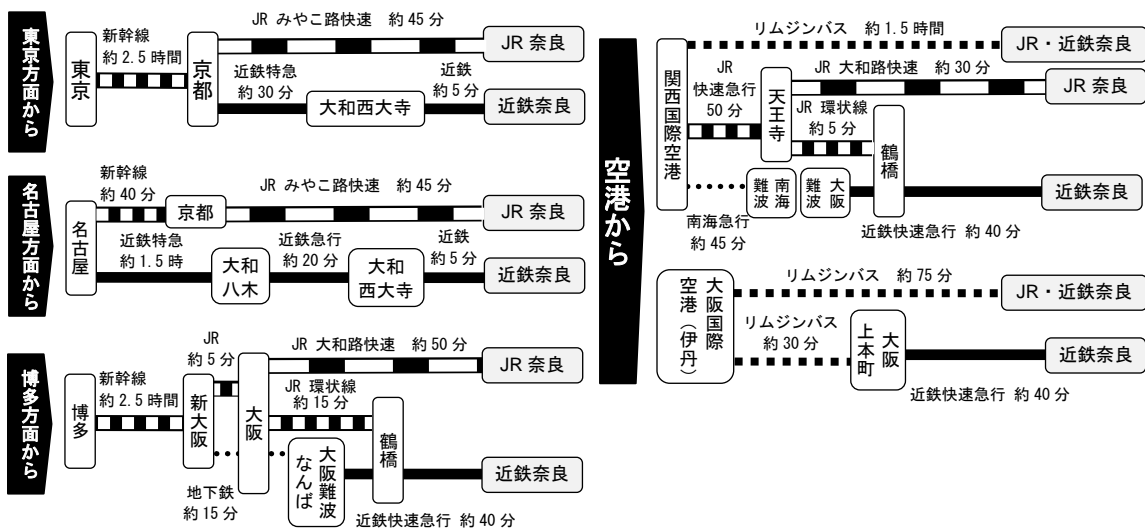 東京方面から
東京
新幹線
約 2.5 時間
京都
JR みやこ路快速 約 45 分
JR 奈良
近鉄特急
約 30 分
大和西大寺
近鉄
約 5 分
近鉄奈良
名古屋方面から
名古屋
新幹線
約 40 分
京都
JR みやこ路快速 約 45 分
JR 奈良
近鉄特急
約 1.5 時
大和
八木
近鉄急行
約 20 分
大和
西大寺
近鉄
約 5 分
近鉄奈良
博多方面から
博多
新幹線
約 2.5 時間
新大阪
JR
約 5 分
大阪
JR 大和路快速 約 50 分
JR 奈良
JR 環状線
約 15 分
鶴橋
地下鉄
約 15 分
大阪難波
なんば
近鉄快速急行 約 40 分
近鉄奈良
空港から
関西国際空港
リムジンバス 約 1.5 時間
JR・近鉄奈良
JR
快速急行
50 分
天王寺
JR 大和路快速 約 30 分
JR 奈良
JR 環状線
約 5 分
鶴橋
南海急行
約 45 分
南海
難波
大阪
難波
近鉄快速急行 約 40 分
近鉄奈良
大阪国際
空港（伊丹）
リムジンバス 約 75 分
JR・近鉄奈良
リムジンバス
約 30 分
大阪
上本町
近鉄快速急行 約 40 分
近鉄奈良